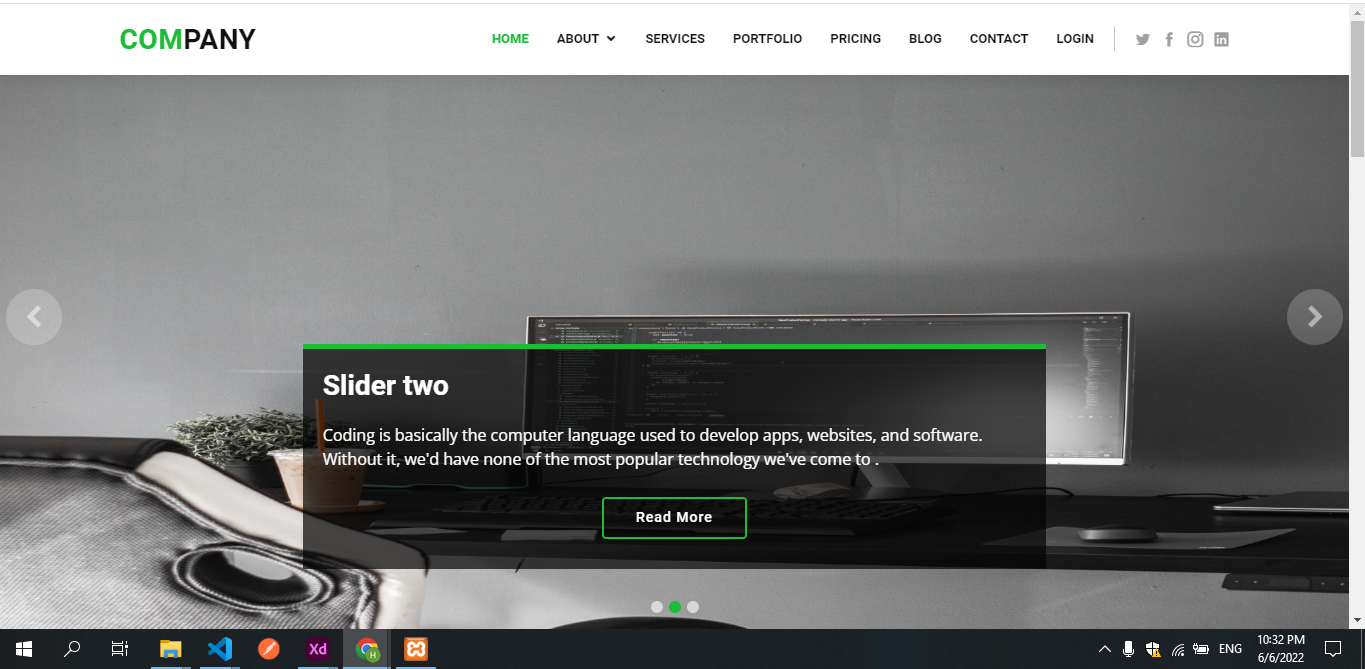 COMPANY
HOME ABOUT SERVICES PORTFOLIO PRICING BLOG CONTACT LOGIN
Slider two
Coding is basically the computer language used to develop apps, websites, and software.
Without it, we'd have none of the most popular technology we've come to .
Read More
Xd
H
ENG
10:32 PM
6/6/2022